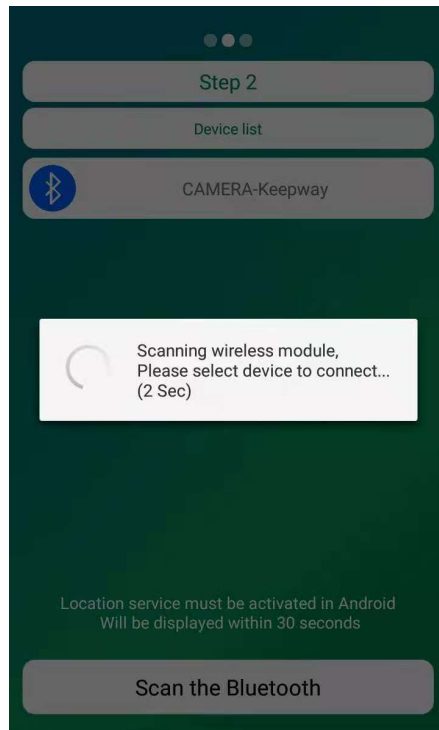 Step 2
Device list
CAMERA-Keepway
Scanning wireless module,
Please select device to connect...
(2 Sec)
Location service must be activated in Android
Will be displayed within 30 seconds
Scan the Bluetooth